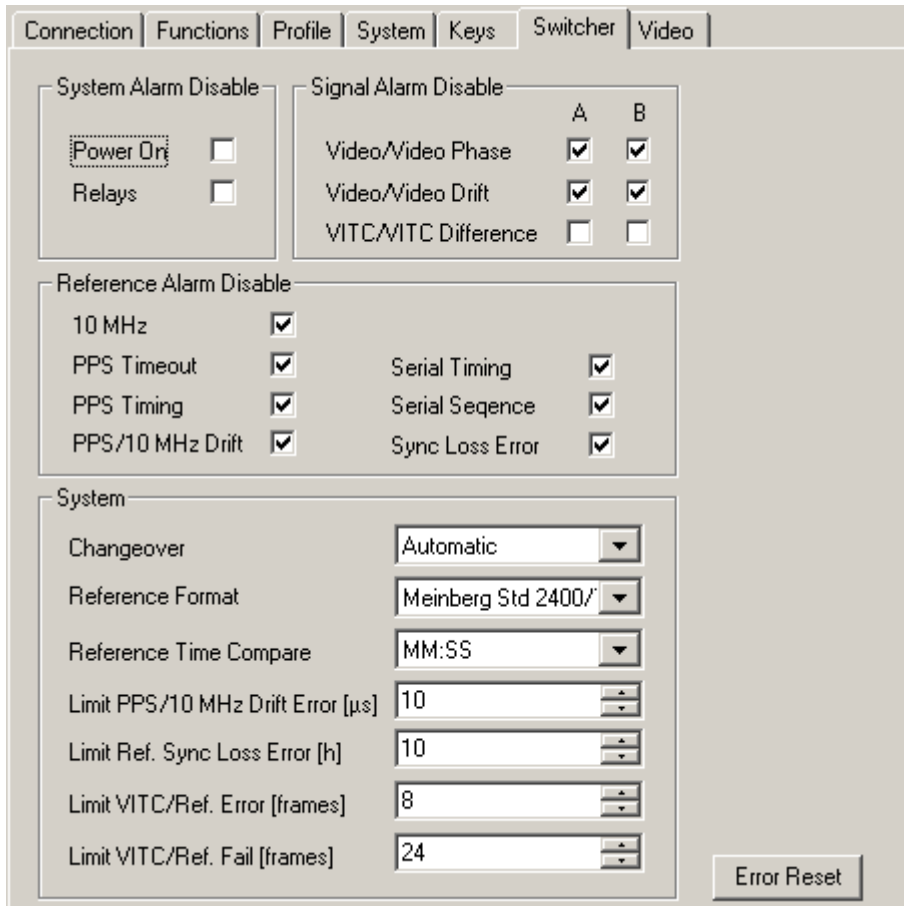 Connection Functions Profile System Keys Switcher Video
System Alarm Disable
Power On
Relays
Signal Alarm Disable
A B
Video/Video Phase
Video/Video Drift
VITC/VITC Difference
Reference Alarm Disable
10 MHz
PPS Timeout
PPS Timing
PPS/10 MHz Drift
Serial Timing
Serial Seqence
Sync Loss Error
System
Changeover Automatic
Reference Format Meinberg Std 2400/
Reference Time Compare MM:SS
Limit PPS/10 MHz Drift Error [µs] 10
Limit Ref. Sync Loss Error [h] 10
Limit VITC/Ref. Error [frames] 8
Limit VITC/Ref. Fail [frames] 24
Error Reset